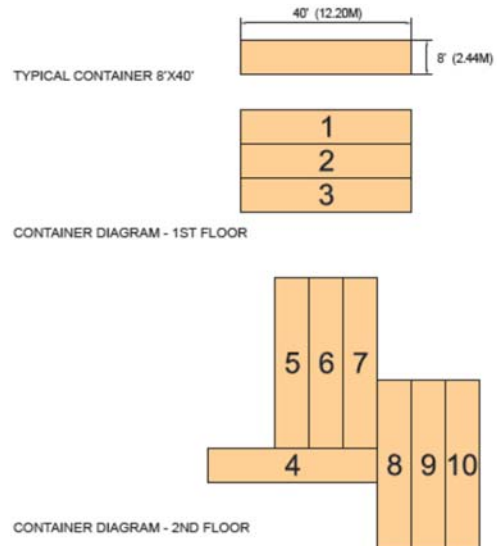 40' (12.20M)
8' (2.44M)
TYPICAL CONTAINER 8'X40'
1
2
3
CONTAINER DIAGRAM - 1ST FLOOR
5 6 7
4
8 9 10
CONTAINER DIAGRAM - 2ND FLOOR